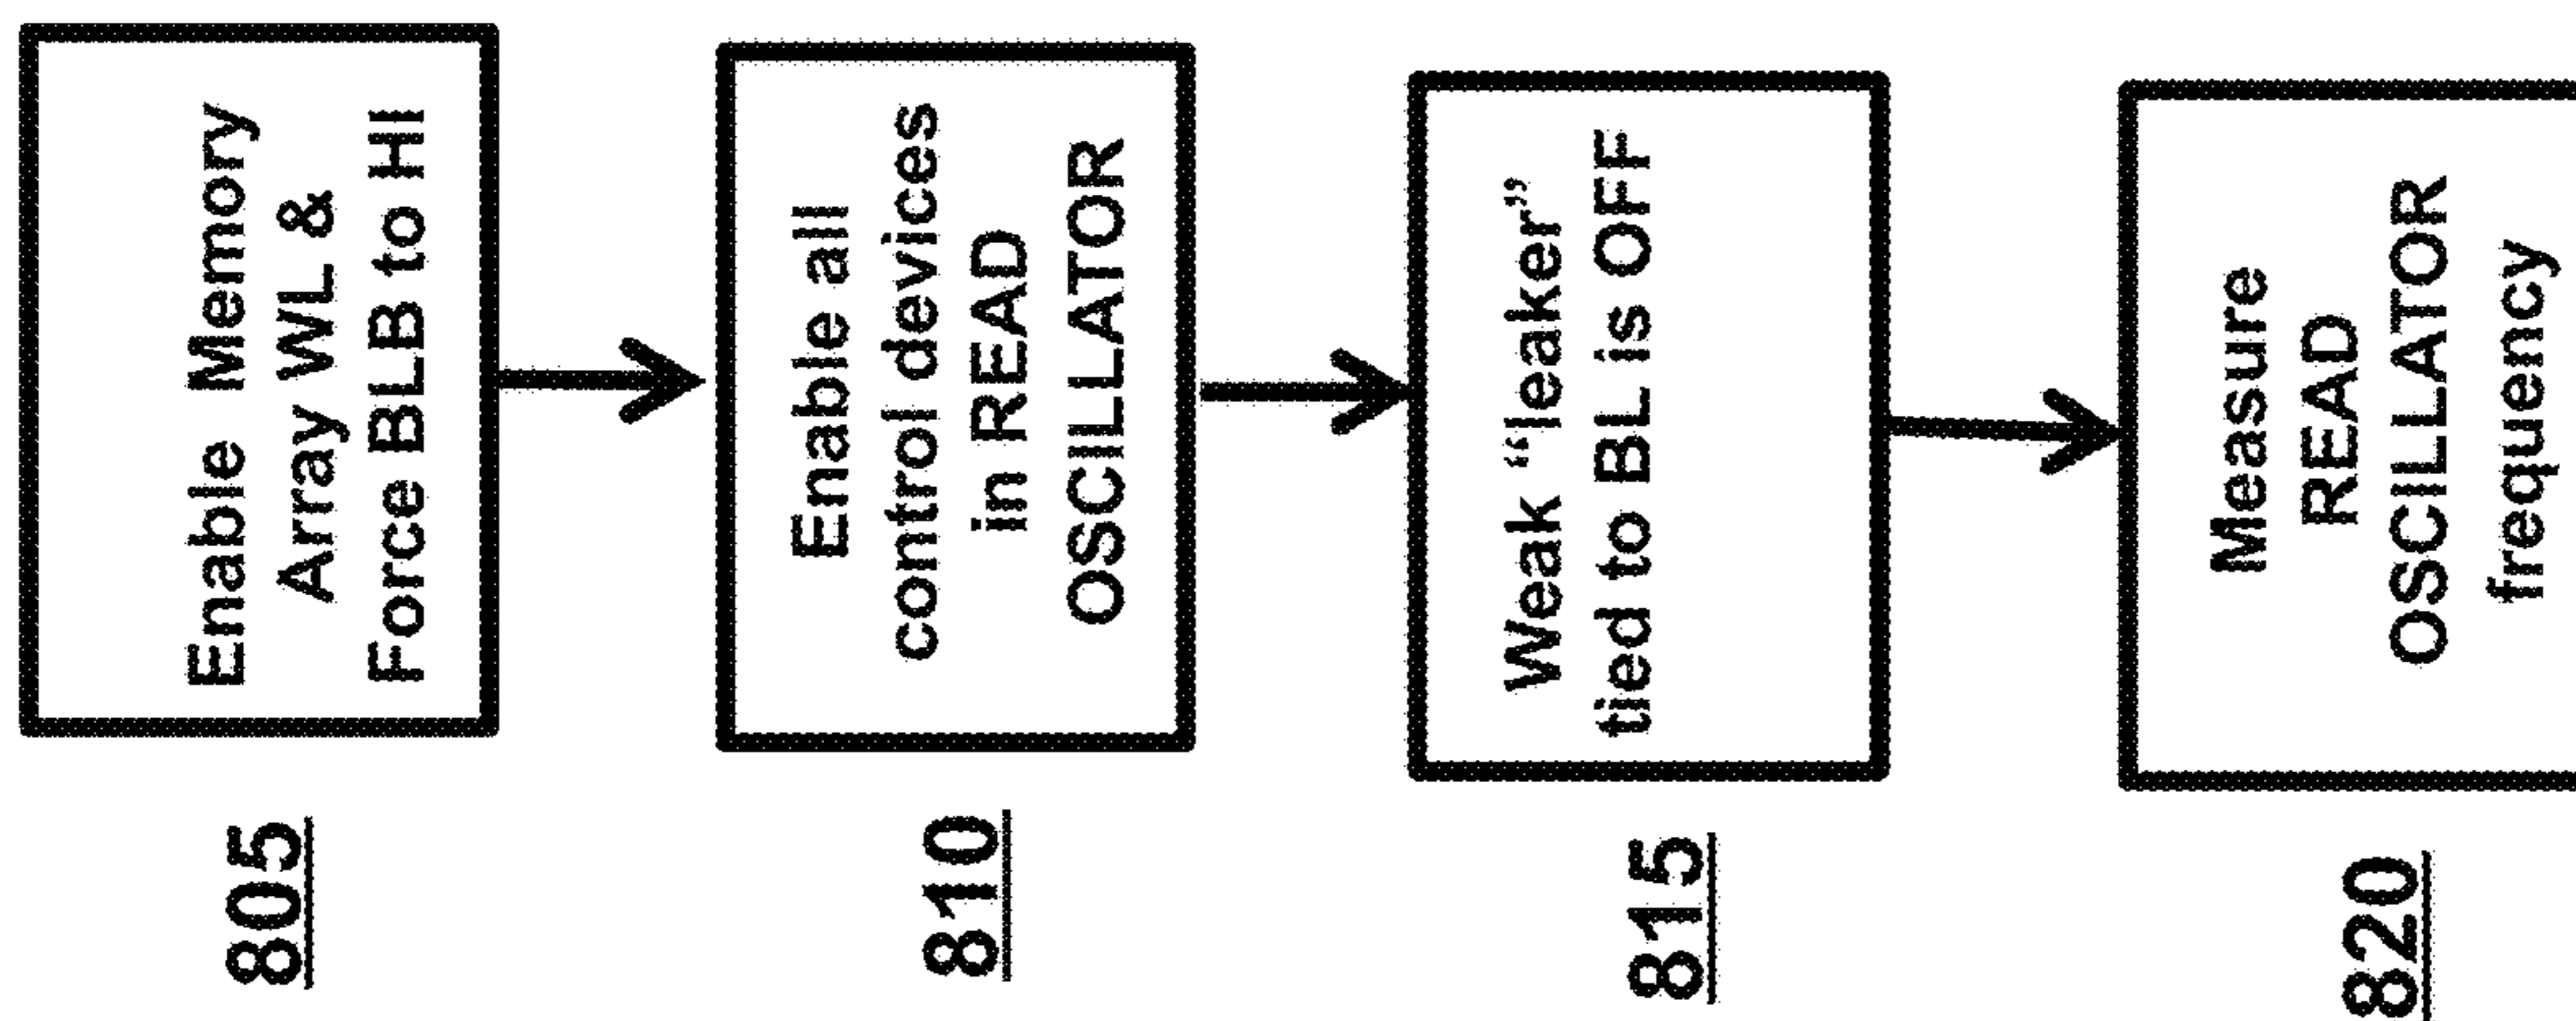 805
Enable Memory
Array WL &
Force BLB to HI
810
Enable all
control devices
in READ
OSCILLATOR
815
Weak “leaker”
tied to BL is OFF
820
Measure
READ
OSCILLATOR
frequency